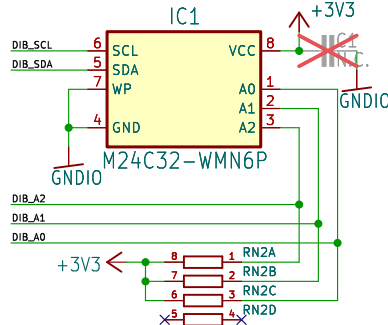 IC1
+3V3
DIB_SCL 6 SCL VCC 8 C1
DIB_SDA 5 SDA N.C.
7 WP A0 1
A1 2 GNDIO
4 GND A2 3
M24C32-WMN6P
GNDIO
DIB_A2
DIB_A1
DIB_A0
RN2A
+3V3 8 1
RN2B
7 2
RN2C
6 3
RN2D
5 4